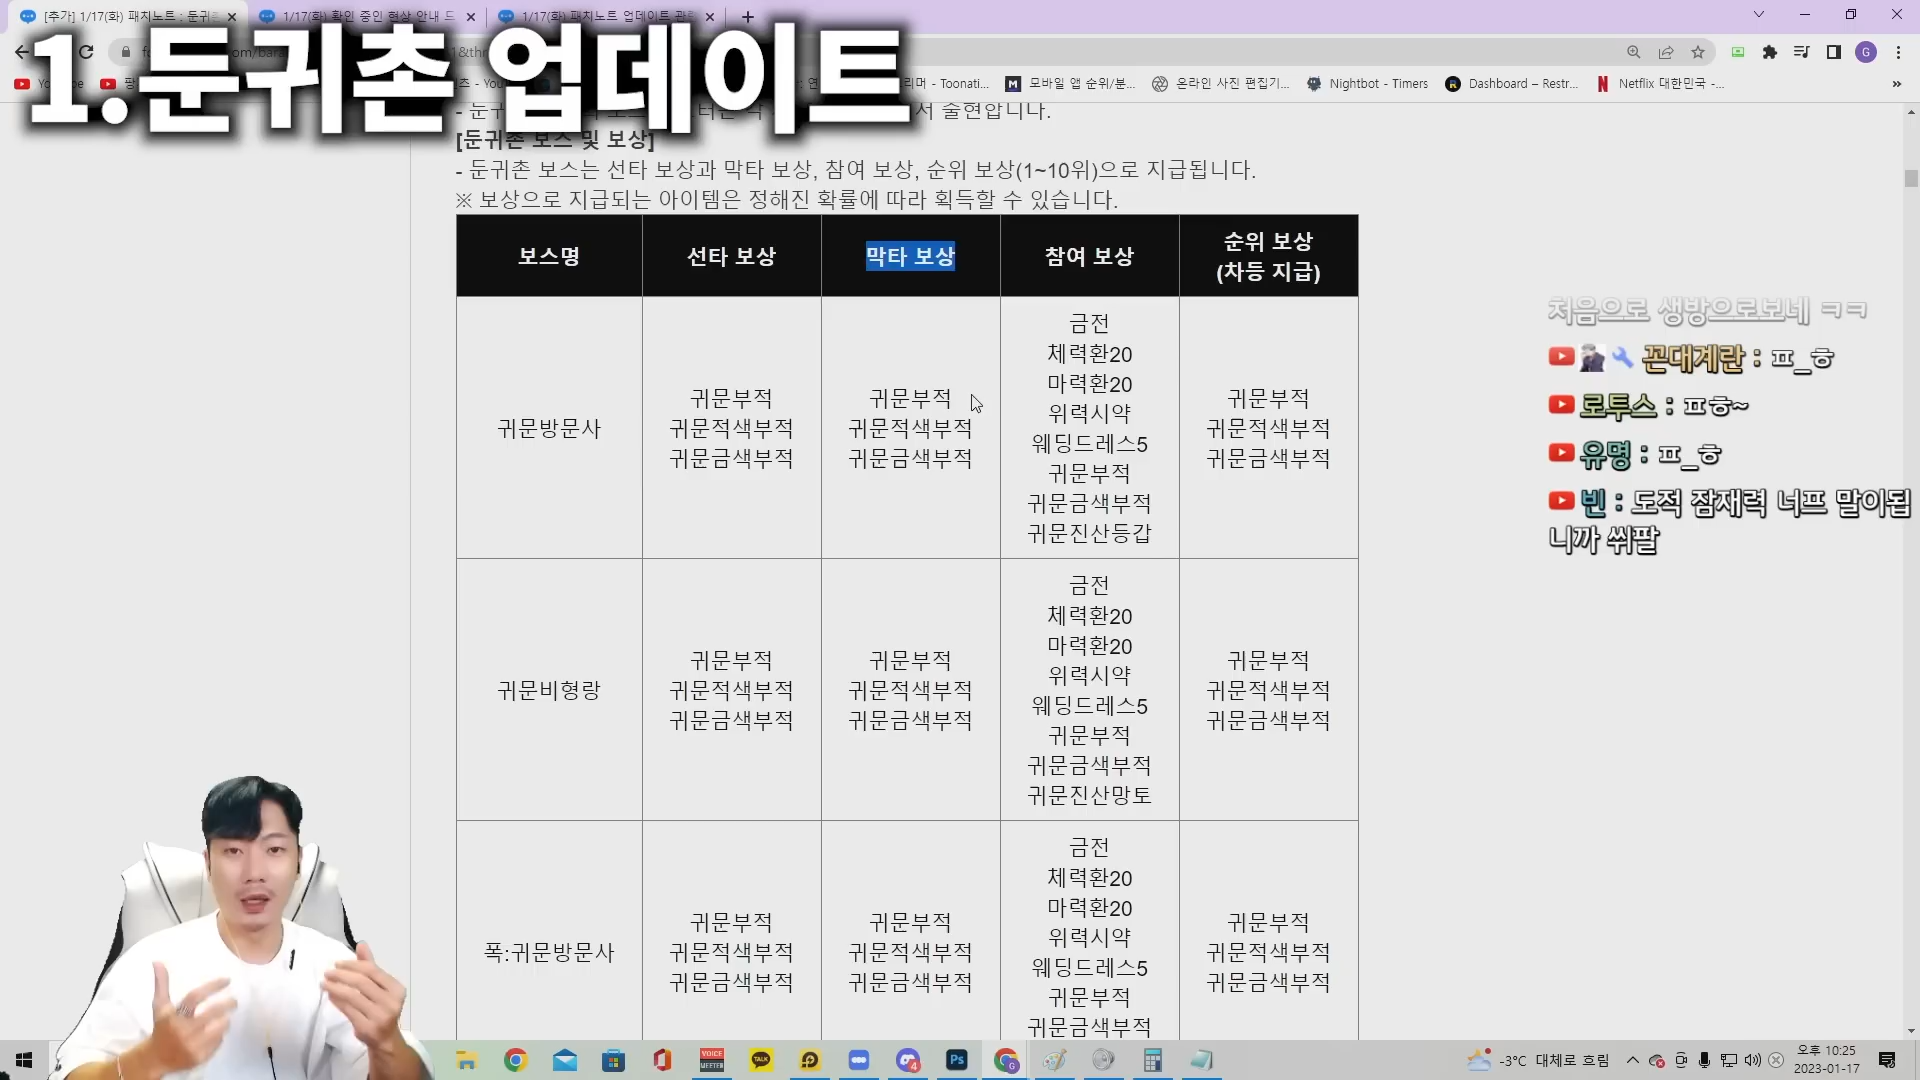 [추가] 1/17(화) 패치노트 : 둔귀촌
1/17(화) 확인 중인 현상 안내
1/17(화) 패치노트 업데이트 관련
1.둔귀촌 업데이트
모바일 앱 순위/분...
온라인 사진 편집기...
Nightbot - Timers
Dashboard – Restr...
Netflix 대한민국 -...
[둔귀촌 보스 및 보상]
- 둔귀촌 보스는 선타 보상과 막타 보상, 참여 보상, 순위 보상(1~10위)으로 지급됩니다.
※ 보상으로 지급되는 아이템은 정해진 확률에 따라 획득할 수 있습니다.
보스명
선타 보상
막타 보상
참여 보상
순위 보상
(차등 지급)
귀문방문사
귀문부적
귀문적색부적
귀문금색부적
귀문부적
귀문적색부적
귀문금색부적
금전
체력환20
마력환20
위력시약
웨딩드레스5
귀문부적
귀문금색부적
귀문진산등갑
귀문부적
귀문적색부적
귀문금색부적
귀문비형랑
귀문부적
귀문적색부적
귀문금색부적
귀문부적
귀문적색부적
귀문금색부적
금전
체력환20
마력환20
위력시약
웨딩드레스5
귀문부적
귀문금색부적
귀문진산망토
귀문부적
귀문적색부적
귀문금색부적
폭:귀문방문사
귀문부적
귀문적색부적
귀문금색부적
귀문부적
귀문적색부적
귀문금색부적
금전
체력환20
마력환20
위력시약
웨딩드레스5
귀문부적
귀문금색부적
귀문부적
귀문적색부적
귀문금색부적
처음으로 생방으로보네 ㅋㅋ
꼰대계란 : ㅍ_ㅎ
로투스 : ㅍㅎ~
유명 : ㅍ_ㅎ
빈 : 도적 잠재력 너프 말이됩
니까 쒸팔
VOICE
MEETER
TALK
Ps
-3°C 대체로 흐림
오후 10:25
2023-01-17